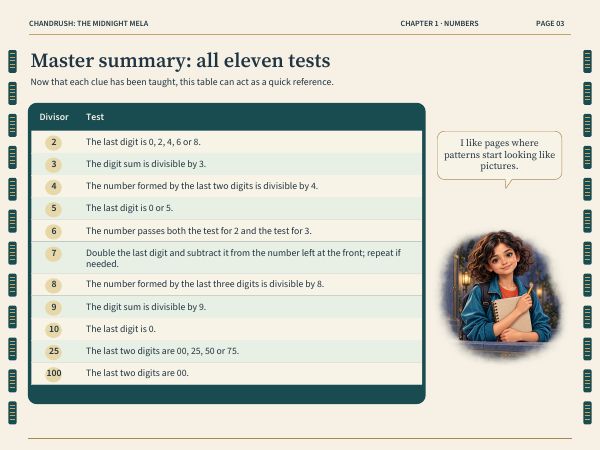 CHANDRUSH: THE MIDNIGHT MELA
CHAPTER 1 · NUMBERS
PAGE 03
Master summary: all eleven tests
Now that each clue has been taught, this table can act as a quick reference.
Divisor Test
2 The last digit is 0, 2, 4, 6 or 8.
3 The digit sum is divisible by 3.
4 The number formed by the last two digits is divisible by 4.
5 The last digit is 0 or 5.
6 The number passes both the test for 2 and the test for 3.
7 Double the last digit and subtract it from the number left at the front; repeat if
needed.
8 The number formed by the last three digits is divisible by 8.
9 The digit sum is divisible by 9.
10 The last digit is 0.
25 The last two digits are 00, 25, 50 or 75.
100 The last two digits are 00.
I like pages where
patterns start looking like
pictures.